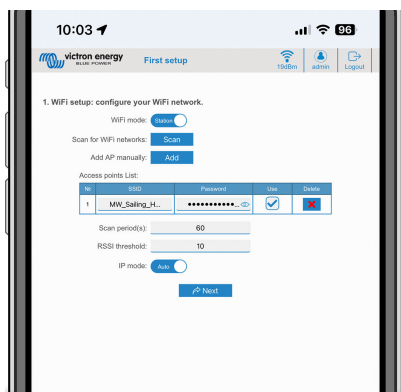 10:03
96
victron energy
BLUE POWER
First setup
19dBm
admin
Logout
1. WiFi setup: configure your WiFi network.
WiFi mode: Station
Scan for WiFi networks: Scan
Add AP manually: Add
Access points List:
№ SSID Password Use Delete
1 MW_Sailing_H... •••••••••••...
Scan period(s): 60
RSSI threshold: 10
IP mode: Auto
Next